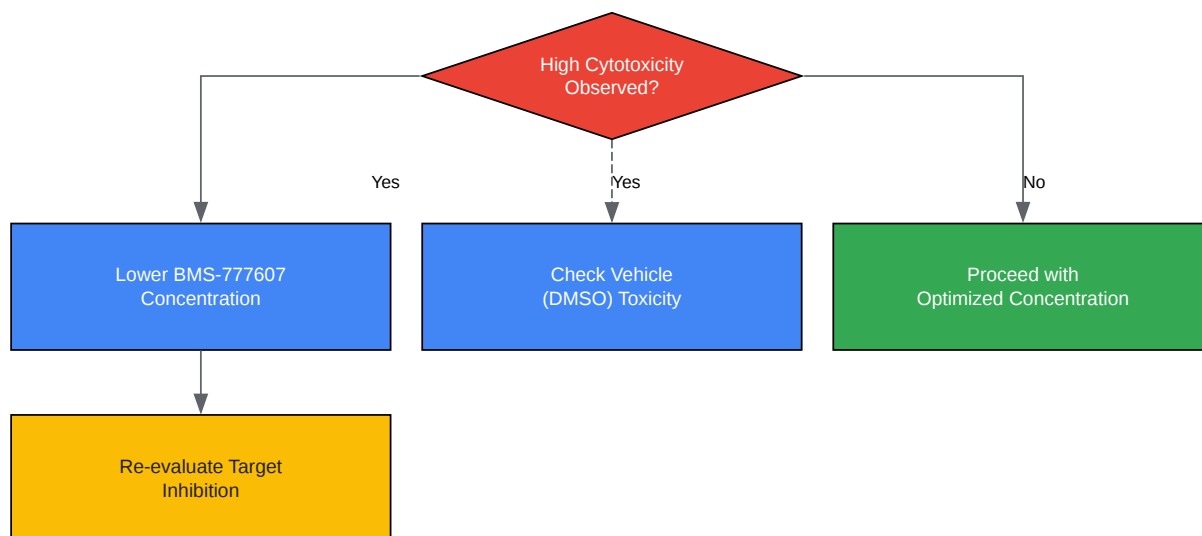 High Cytotoxicity
Observed?
Yes
Yes
No
Lower BMS-777607
Concentration
Check Vehicle
(DMSO) Toxicity
Proceed with
Optimized Concentration
Re-evaluate Target
Inhibition